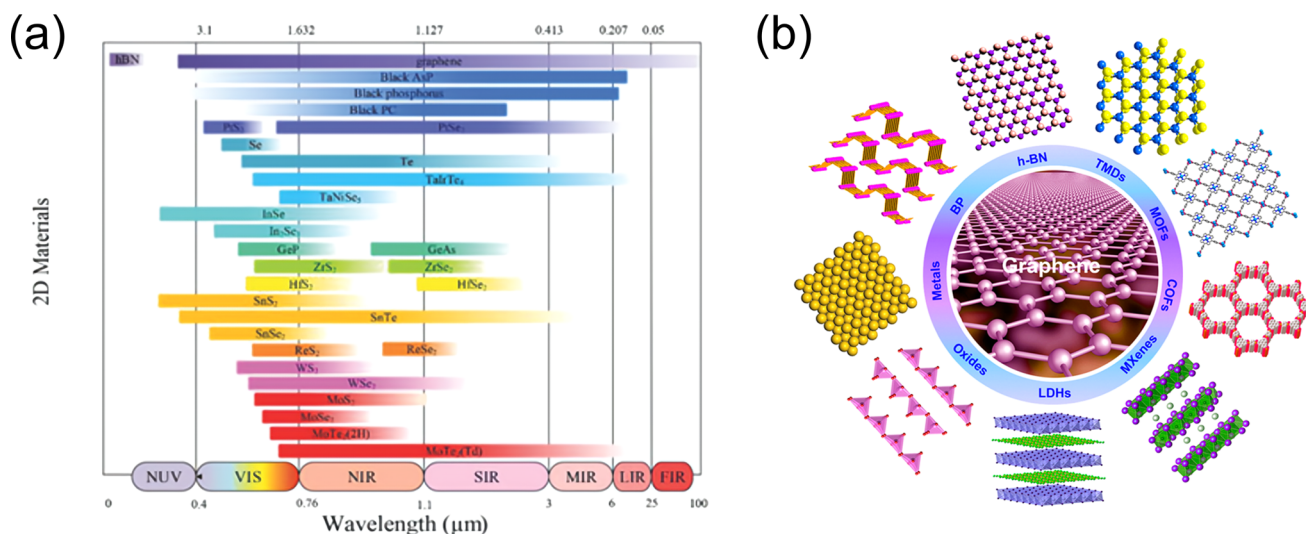 (a)
3.1 1.632 1.127 0.413 0.207 0.05
hBN graphene
Black AsP
Black phosphorus
Black PC
PtS₂ PtSe₂
Se
Te
TaIrTe₄
TaNiSe₅
InSe
In₂Se₃
GeP GeAs
ZrS₂ ZrSe₂
HfS₂ HfSe₂
SnS₂
SnTe
SnSe₂
ReS₂ ReSe₂
WS₂
WSe₂
MoS₂
MoSe₂
MoTe₂(2H)
MoTe₂(Td)
2D Materials
NUV VIS NIR SIR MIR LIR FIR
0 0.4 0.76 1.1 3 6 25 100
Wavelength (μm)
(b)
h-BN
TMDs
MOFs
COFs
MXenes
LDHs
Oxides
Metals
BP
Graphene